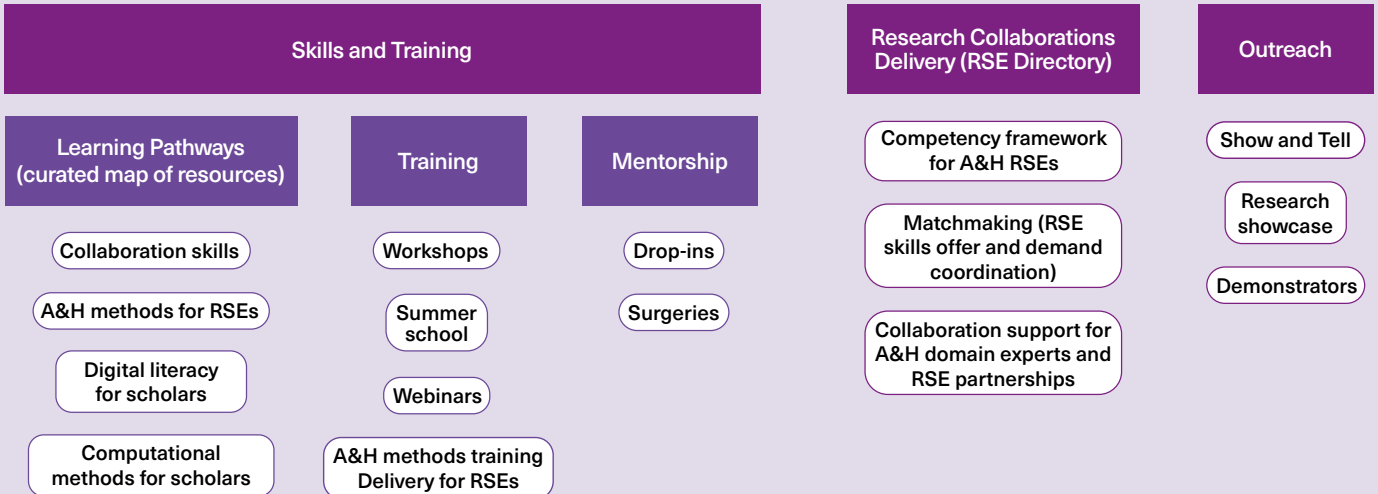 Skills and Training
Learning Pathways
(curated map of resources)
Collaboration skills
A&H methods for RSEs
Digital literacy
for scholars
Computational
methods for scholars
Training
Workshops
Summer
school
Webinars
A&H methods training
Delivery for RSEs
Mentorship
Drop-ins
Surgeries
Research Collaborations
Delivery (RSE Directory)
Competency framework
for A&H RSEs
Matchmaking (RSE
skills offer and demand
coordination)
Collaboration support for
A&H domain experts and
RSE partnerships
Outreach
Show and Tell
Research
showcase
Demonstrators